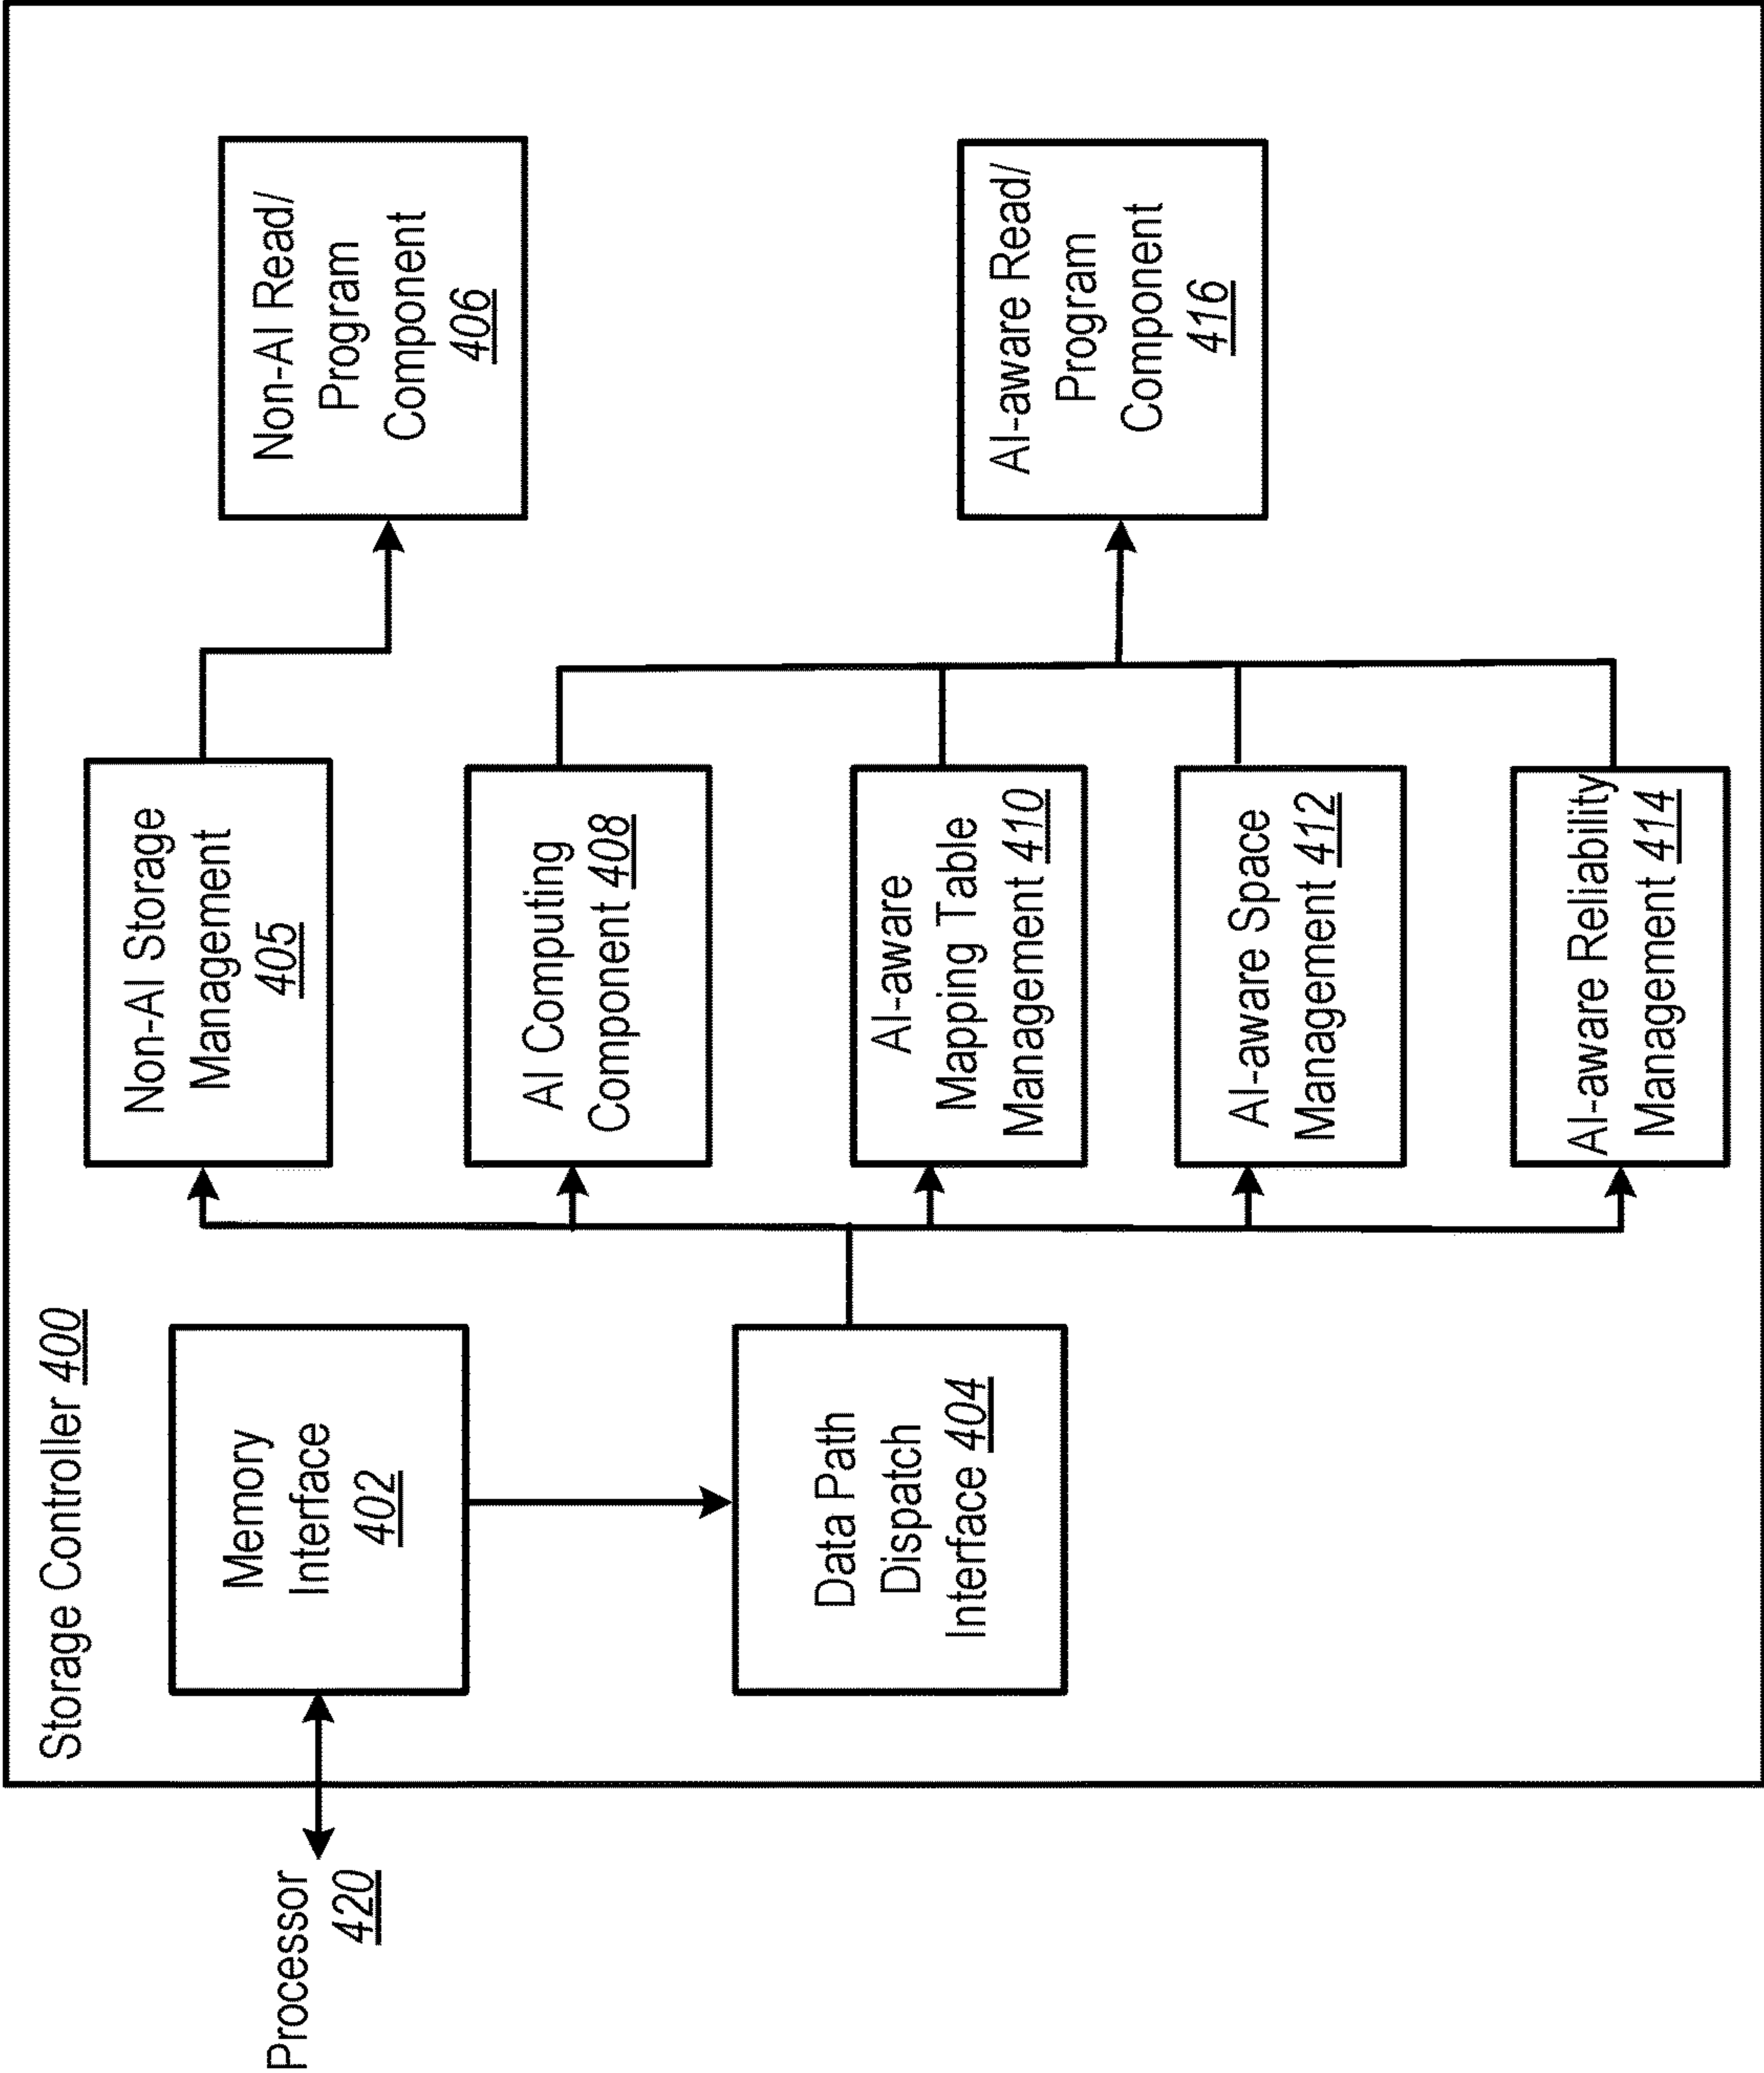 Storage Controller 400
Processor
420
Memory
Interface
402
Data Path
Dispatch
Interface 404
Non-AI Storage
Management
405
AI Computing
Component 408
AI-aware
Mapping Table
Management 410
AI-aware Space
Management 412
AI-aware Reliability
Management 414
Non-AI Read/
Program
Component
406
AI-aware Read/
Program
Component
416